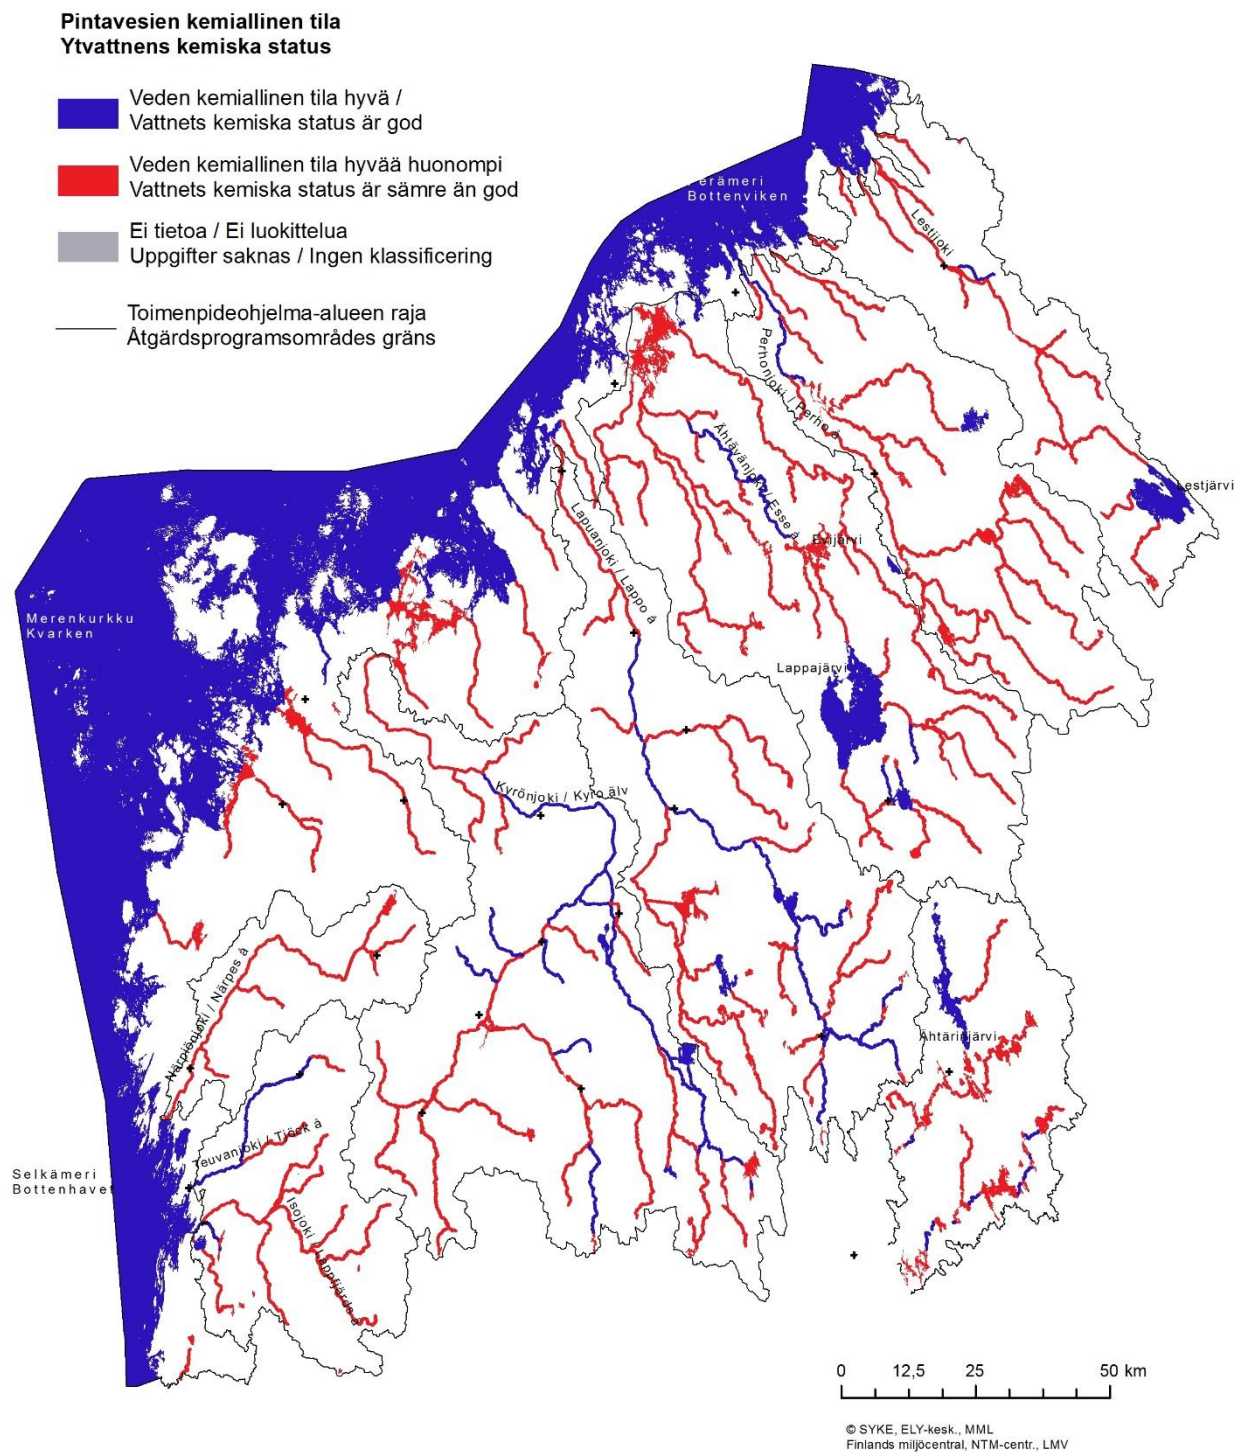 Pintavesien kemiallinen tila
Ytvattnens kemiska status
Veden kemiallinen tila hyvä /
Vattnets kemiska status är god
Veden kemiallinen tila hyvää huonompi
Vattnets kemiska status är sämre än god
Ei tietoa / Ei luokittelua
Uppgifter saknas / Ingen klassificering
Toimenpideohjelma-alueen raja
Åtgärdsprogramsområdes gräns
Perämeri
Bottenviken
Lestijoki
Perhonjoki / Perho å
Ähtävänjoki / Esse å
Lestjärvi
Lapuanjoki / Lappo å
Evijärvi
Merenkurkku
Kvarken
Lappajärvi
Kyrönjoki / Kyro älv
Närpiönjoki / Närpes å
Ähtärinjärvi
Teuvanjoki / Tjöck å
Selkämeri
Bottenhavet
Isojoki / Lappfjärds å
0 12,5 25 50 km
© SYKE, ELY-kesk., MML
Finlands miljöcentral, NTM-centr., LMV